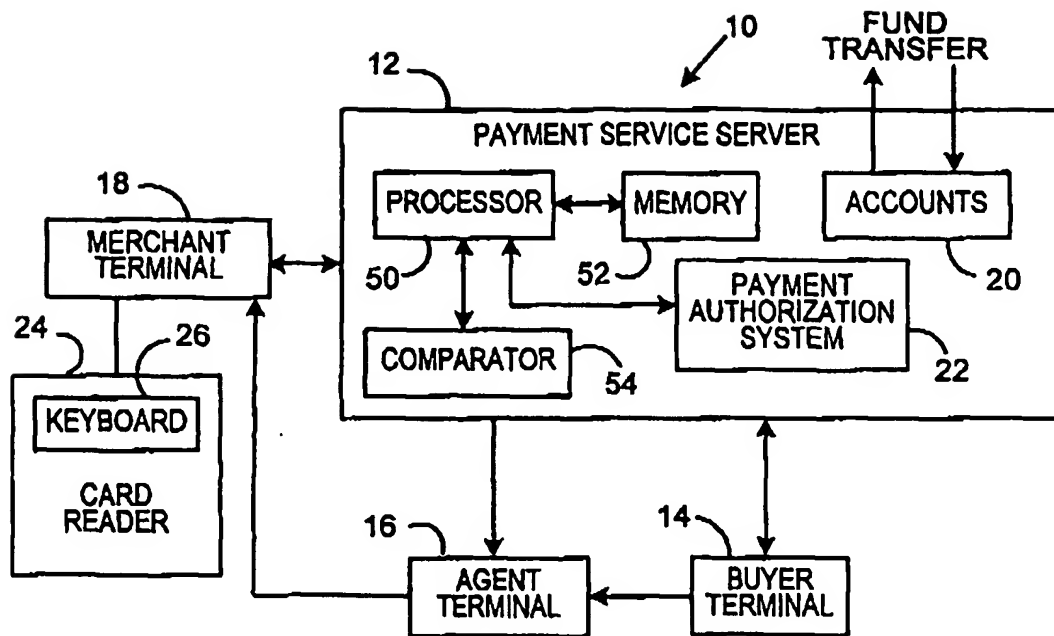 10
FUND
TRANSFER
12
PAYMENT SERVICE SERVER
18
PROCESSOR
MEMORY
ACCOUNTS
MERCHANT
TERMINAL
50
52
20
PAYMENT
AUTHORIZATION
SYSTEM
24
26
COMPARATOR
54
22
KEYBOARD
CARD
READER
16
14
AGENT
TERMINAL
BUYER
TERMINAL